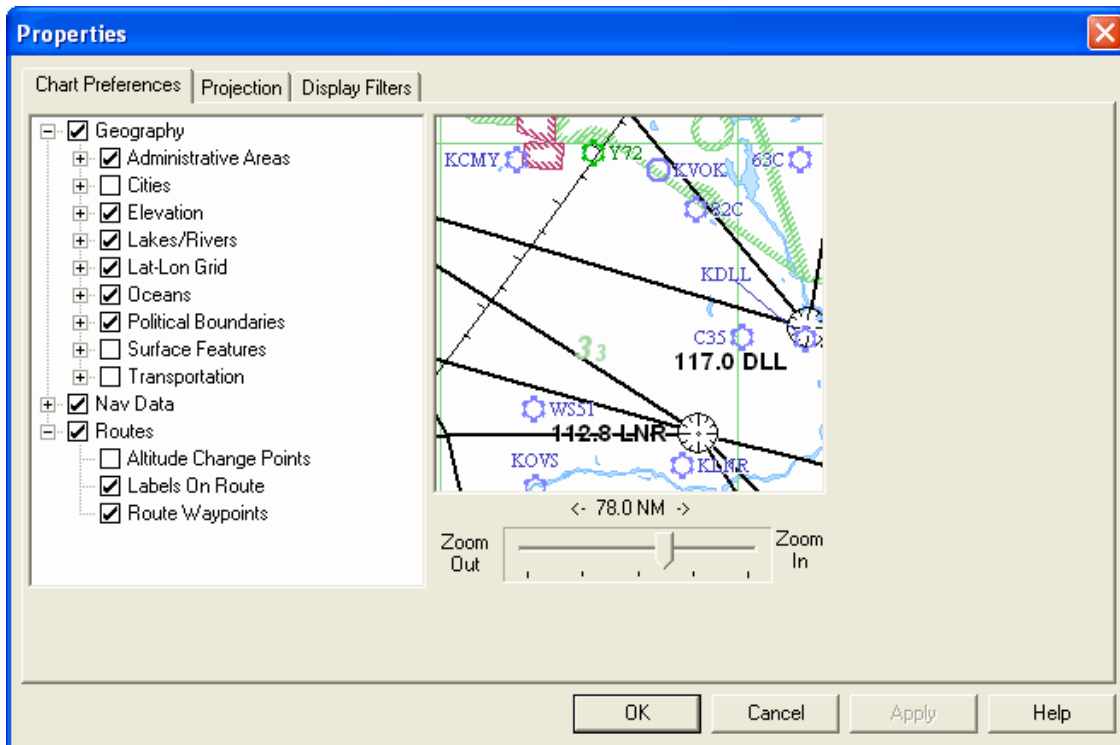 Properties
Chart Preferences
Projection
Display Filters
Geography
Administrative Areas
Cities
Elevation
Lakes/Rivers
Lat-Lon Grid
Oceans
Political Boundaries
Surface Features
Transportation
Nav Data
Routes
Altitude Change Points
Labels On Route
Route Waypoints
KCMY
Y72
KVOK
63C
82C
KDLL
C35
33
117.0 DLL
WS51
112.8 LNR
KOVS
KLNR
<- 78.0 NM ->
Zoom
Out
Zoom
In
OK
Cancel
Apply
Help